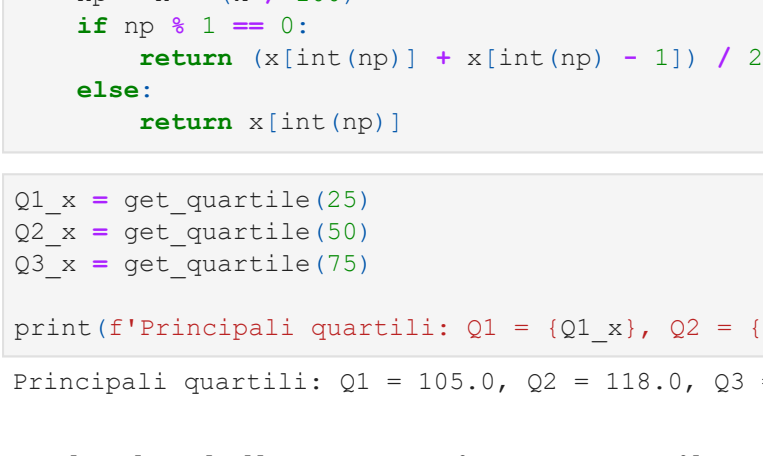 if np % 1 == 0:
return (x[int(np)] + x[int(np) - 1]) / 2
else:
return x[int(np)]
Q1_x = get_quartile(25)
Q2_x = get_quartile(50)
Q3_x = get_quartile(75)
print(f'Principali quartili: Q1 = {Q1_x}, Q2 = {
Principali quartili: Q1 = 105.0, Q2 = 118.0, Q3 =